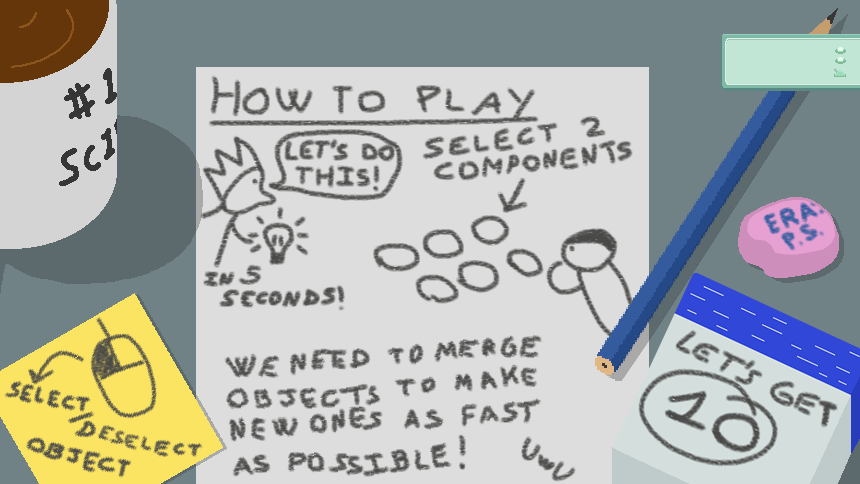 #1
SCI
HOW TO PLAY
LET'S DO
THIS!
SELECT 2
COMPONENTS
IN 5
SECONDS!
WE NEED TO MERGE
OBJECTS TO MAKE
NEW ONES AS FAST
AS POSSIBLE!
UwU
SELECT
/DESELECT
OBJECT
ERA.
P.S.
LET'S GET
10